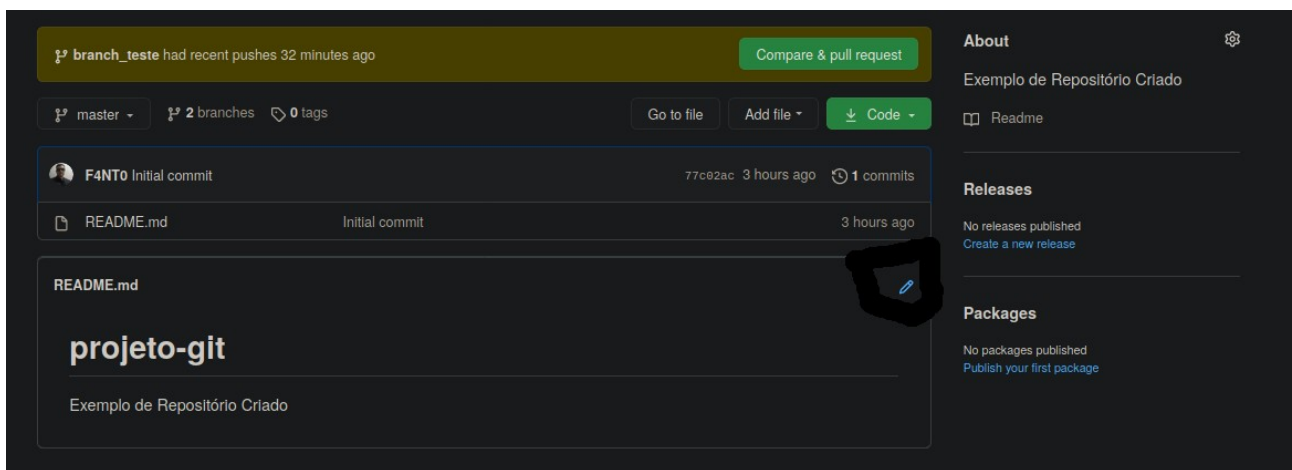 branch_teste had recent pushes 32 minutes ago
Compare & pull request
master
2 branches
0 tags
Go to file
Add file
Code
F4NT0 Initial commit
77c02ac 3 hours ago
1 commits
README.md
Initial commit
3 hours ago
README.md
projeto-git
Exemplo de Repositório Criado
About
Exemplo de Repositório Criado
Readme
Releases
No releases published
Create a new release
Packages
No packages published
Publish your first package